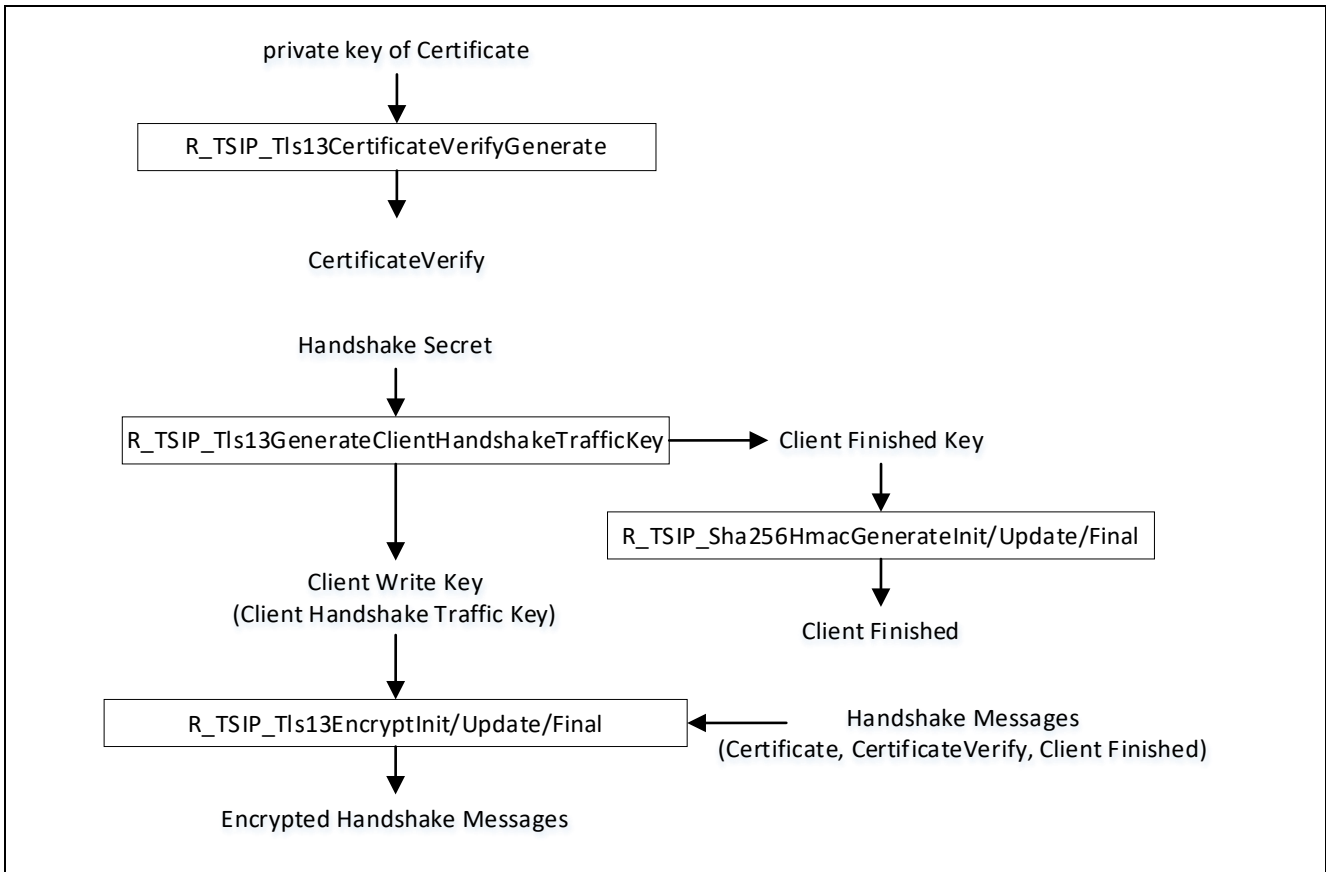 private key of Certificate
R_TSIP_Tls13CertificateVerifyGenerate
CertificateVerify
Handshake Secret
R_TSIP_Tls13GenerateClientHandshakeTrafficKey
Client Finished Key
R_TSIP_Sha256HmacGenerateInit/Update/Final
Client Write Key
(Client Handshake Traffic Key)
Client Finished
R_TSIP_Tls13EncryptInit/Update/Final
Handshake Messages
(Certificate, CertificateVerify, Client Finished)
Encrypted Handshake Messages